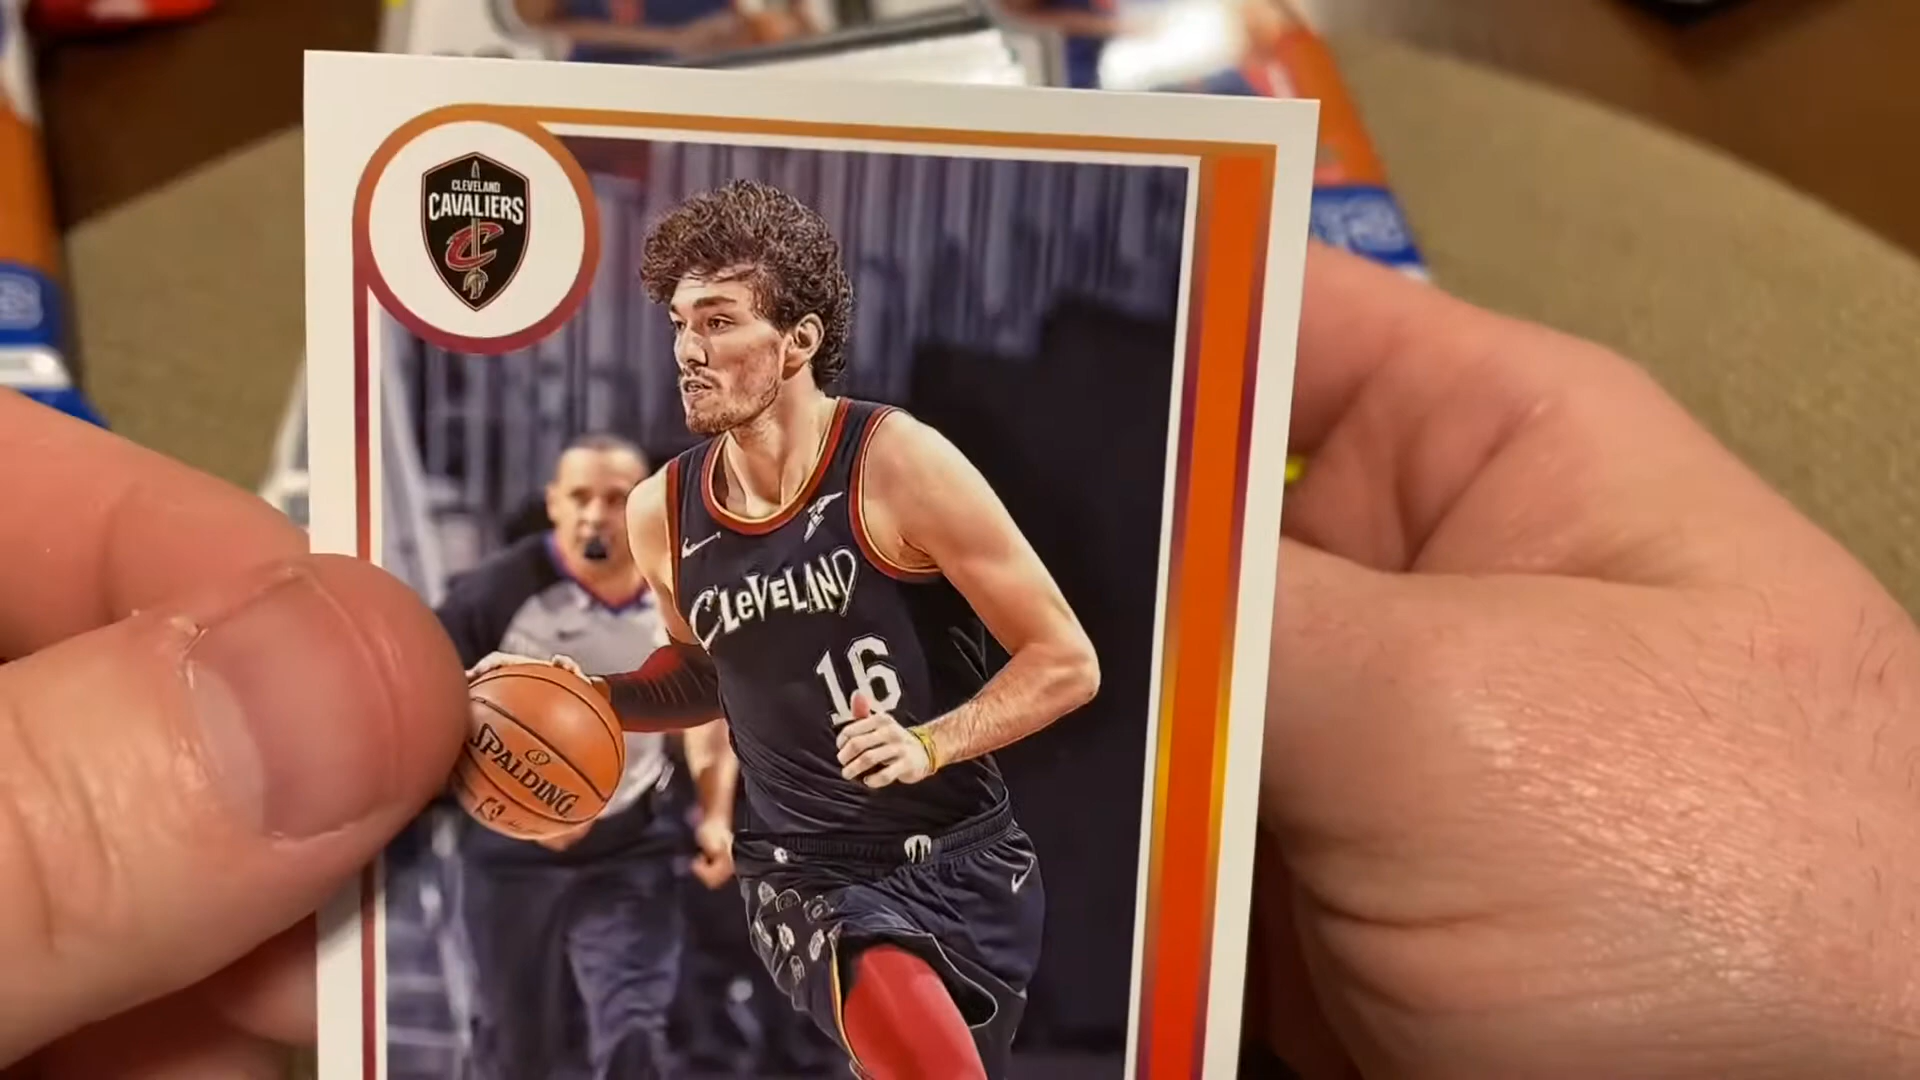 CLEVELAND
CAVALIERS
C
CLeVELAND
16
SPALDING